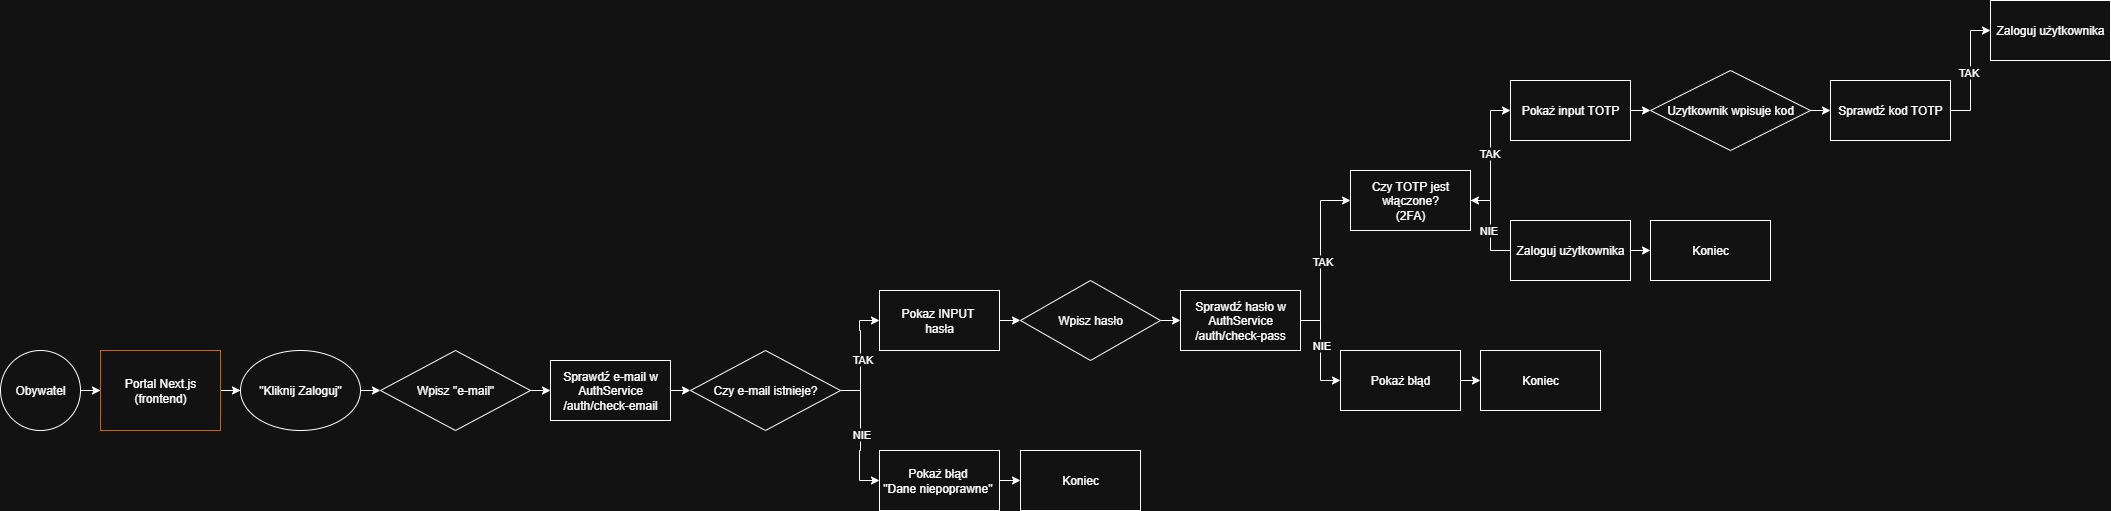 Obywatel
Portal Next.js
(frontend)
"Kliknij Zaloguj"
Wpisz "e-mail"
Sprawdź e-mail w
AuthService
/auth/check-email
Czy e-mail istnieje?
TAK
NIE
Pokaz INPUT
hasła
Wpisz hasło
Sprawdź hasło w
AuthService
/auth/check-pass
Pokaż błąd
"Dane niepoprawne"
Koniec
TAK
NIE
Pokaż błąd
Koniec
Czy TOTP jest
włączone?
(2FA)
TAK
NIE
Zaloguj użytkownika
Koniec
Pokaż input TOTP
Uzytkownik wpisuje kod
Sprawdź kod TOTP
TAK
Zaloguj użytkownika